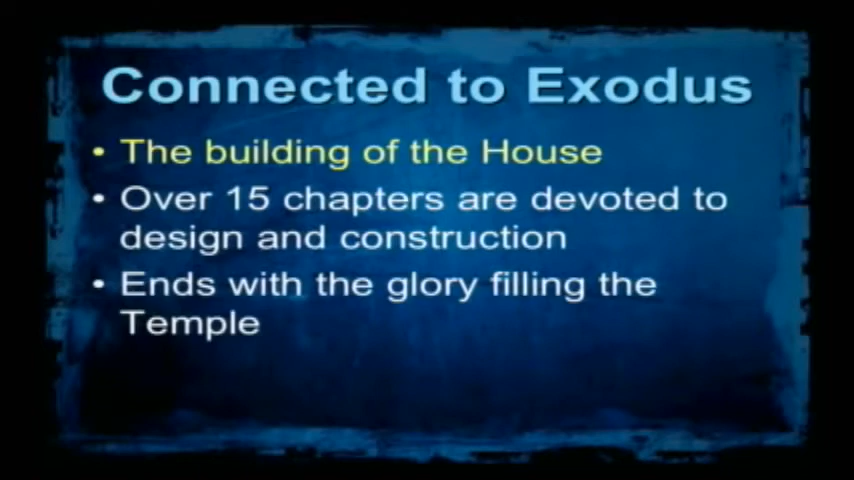 Connected to Exodus
• The building of the House
• Over 15 chapters are devoted to
design and construction
• Ends with the glory filling the
Temple